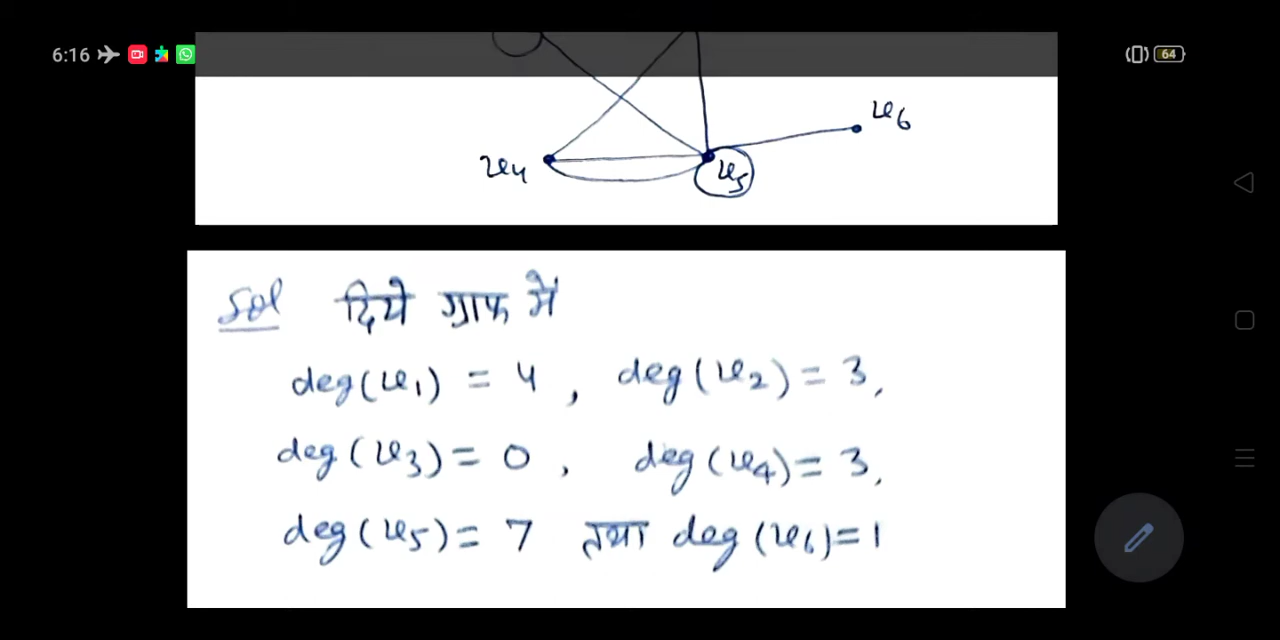 6:16
64
v6
v4
v5
Sol दिये ग्राफ में
deg(v1) = 4, deg(v2) = 3,
deg(v3) = 0, deg(v4) = 3,
deg(v5) = 7 तथा deg(v6) = 1